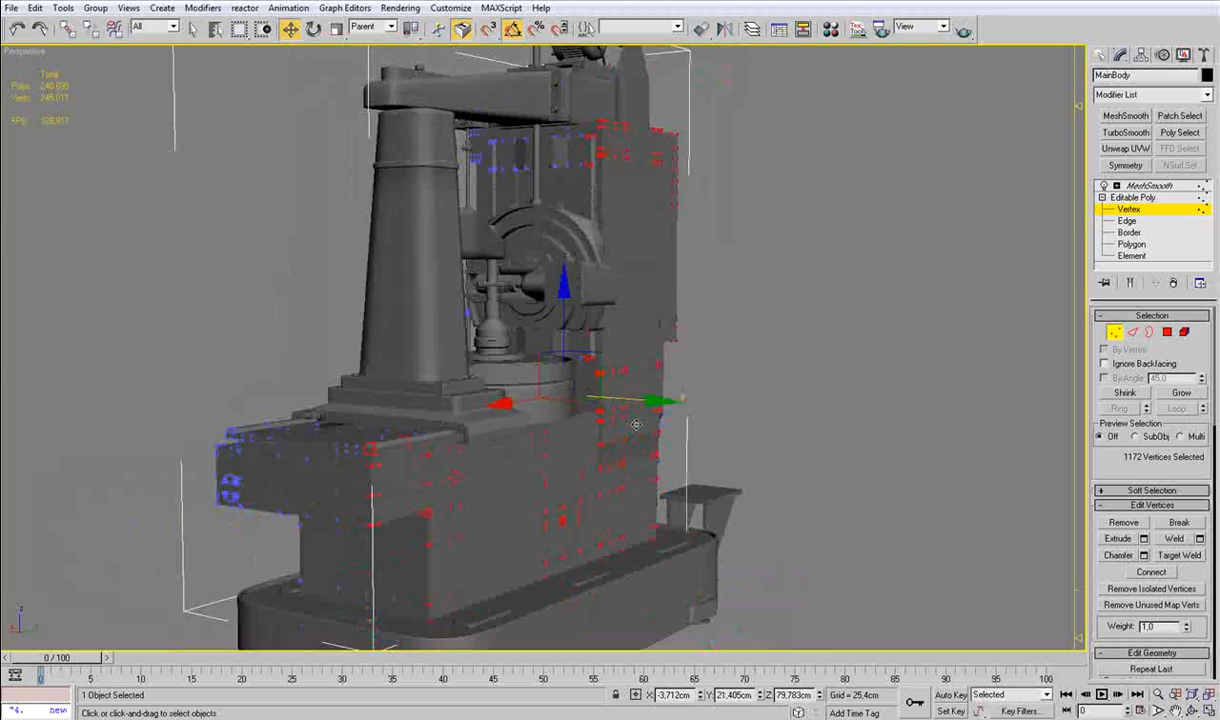 File Edit Tools Group Views Create Modifiers reactor Animation Graph Editors Rendering Customize MAXScript Help
All Parent View
Perspective
Total
Polys: 240.699
Verts: 245.011
FPS: 328,817
MainBody
Modifier List
MeshSmooth Patch Select
TurboSmooth Poly Select
Unwrap UVW FFD Select
Symmetry NSurf.Sel
MeshSmooth
Editable Poly
Vertex
Edge
Border
Polygon
Element
- Selection
By Vertex
Ignore Backfacing
By Angle: 45,0
Shrink Grow
Ring Loop
Preview Selection
Off SubObj Multi
1172 Vertices Selected
+ Soft Selection
- Edit Vertices
Remove Break
Extrude Weld
Chamfer Target Weld
Connect
Remove Isolated Vertices
Remove Unused Map Verts
Weight: 1,0
- Edit Geometry
Repeat Last
0 / 100
0 5 10 15 20 25 30 35 40 45 50 55 60 65 70 75 80 85 90 95 100
1 Object Selected X: -3,712cm Y: 21,405cm Z: 79,783cm Grid = 25,4cm Auto Key Selected
"4. new Click or click-and-drag to select objects Add Time Tag Set Key Key Filters... 0